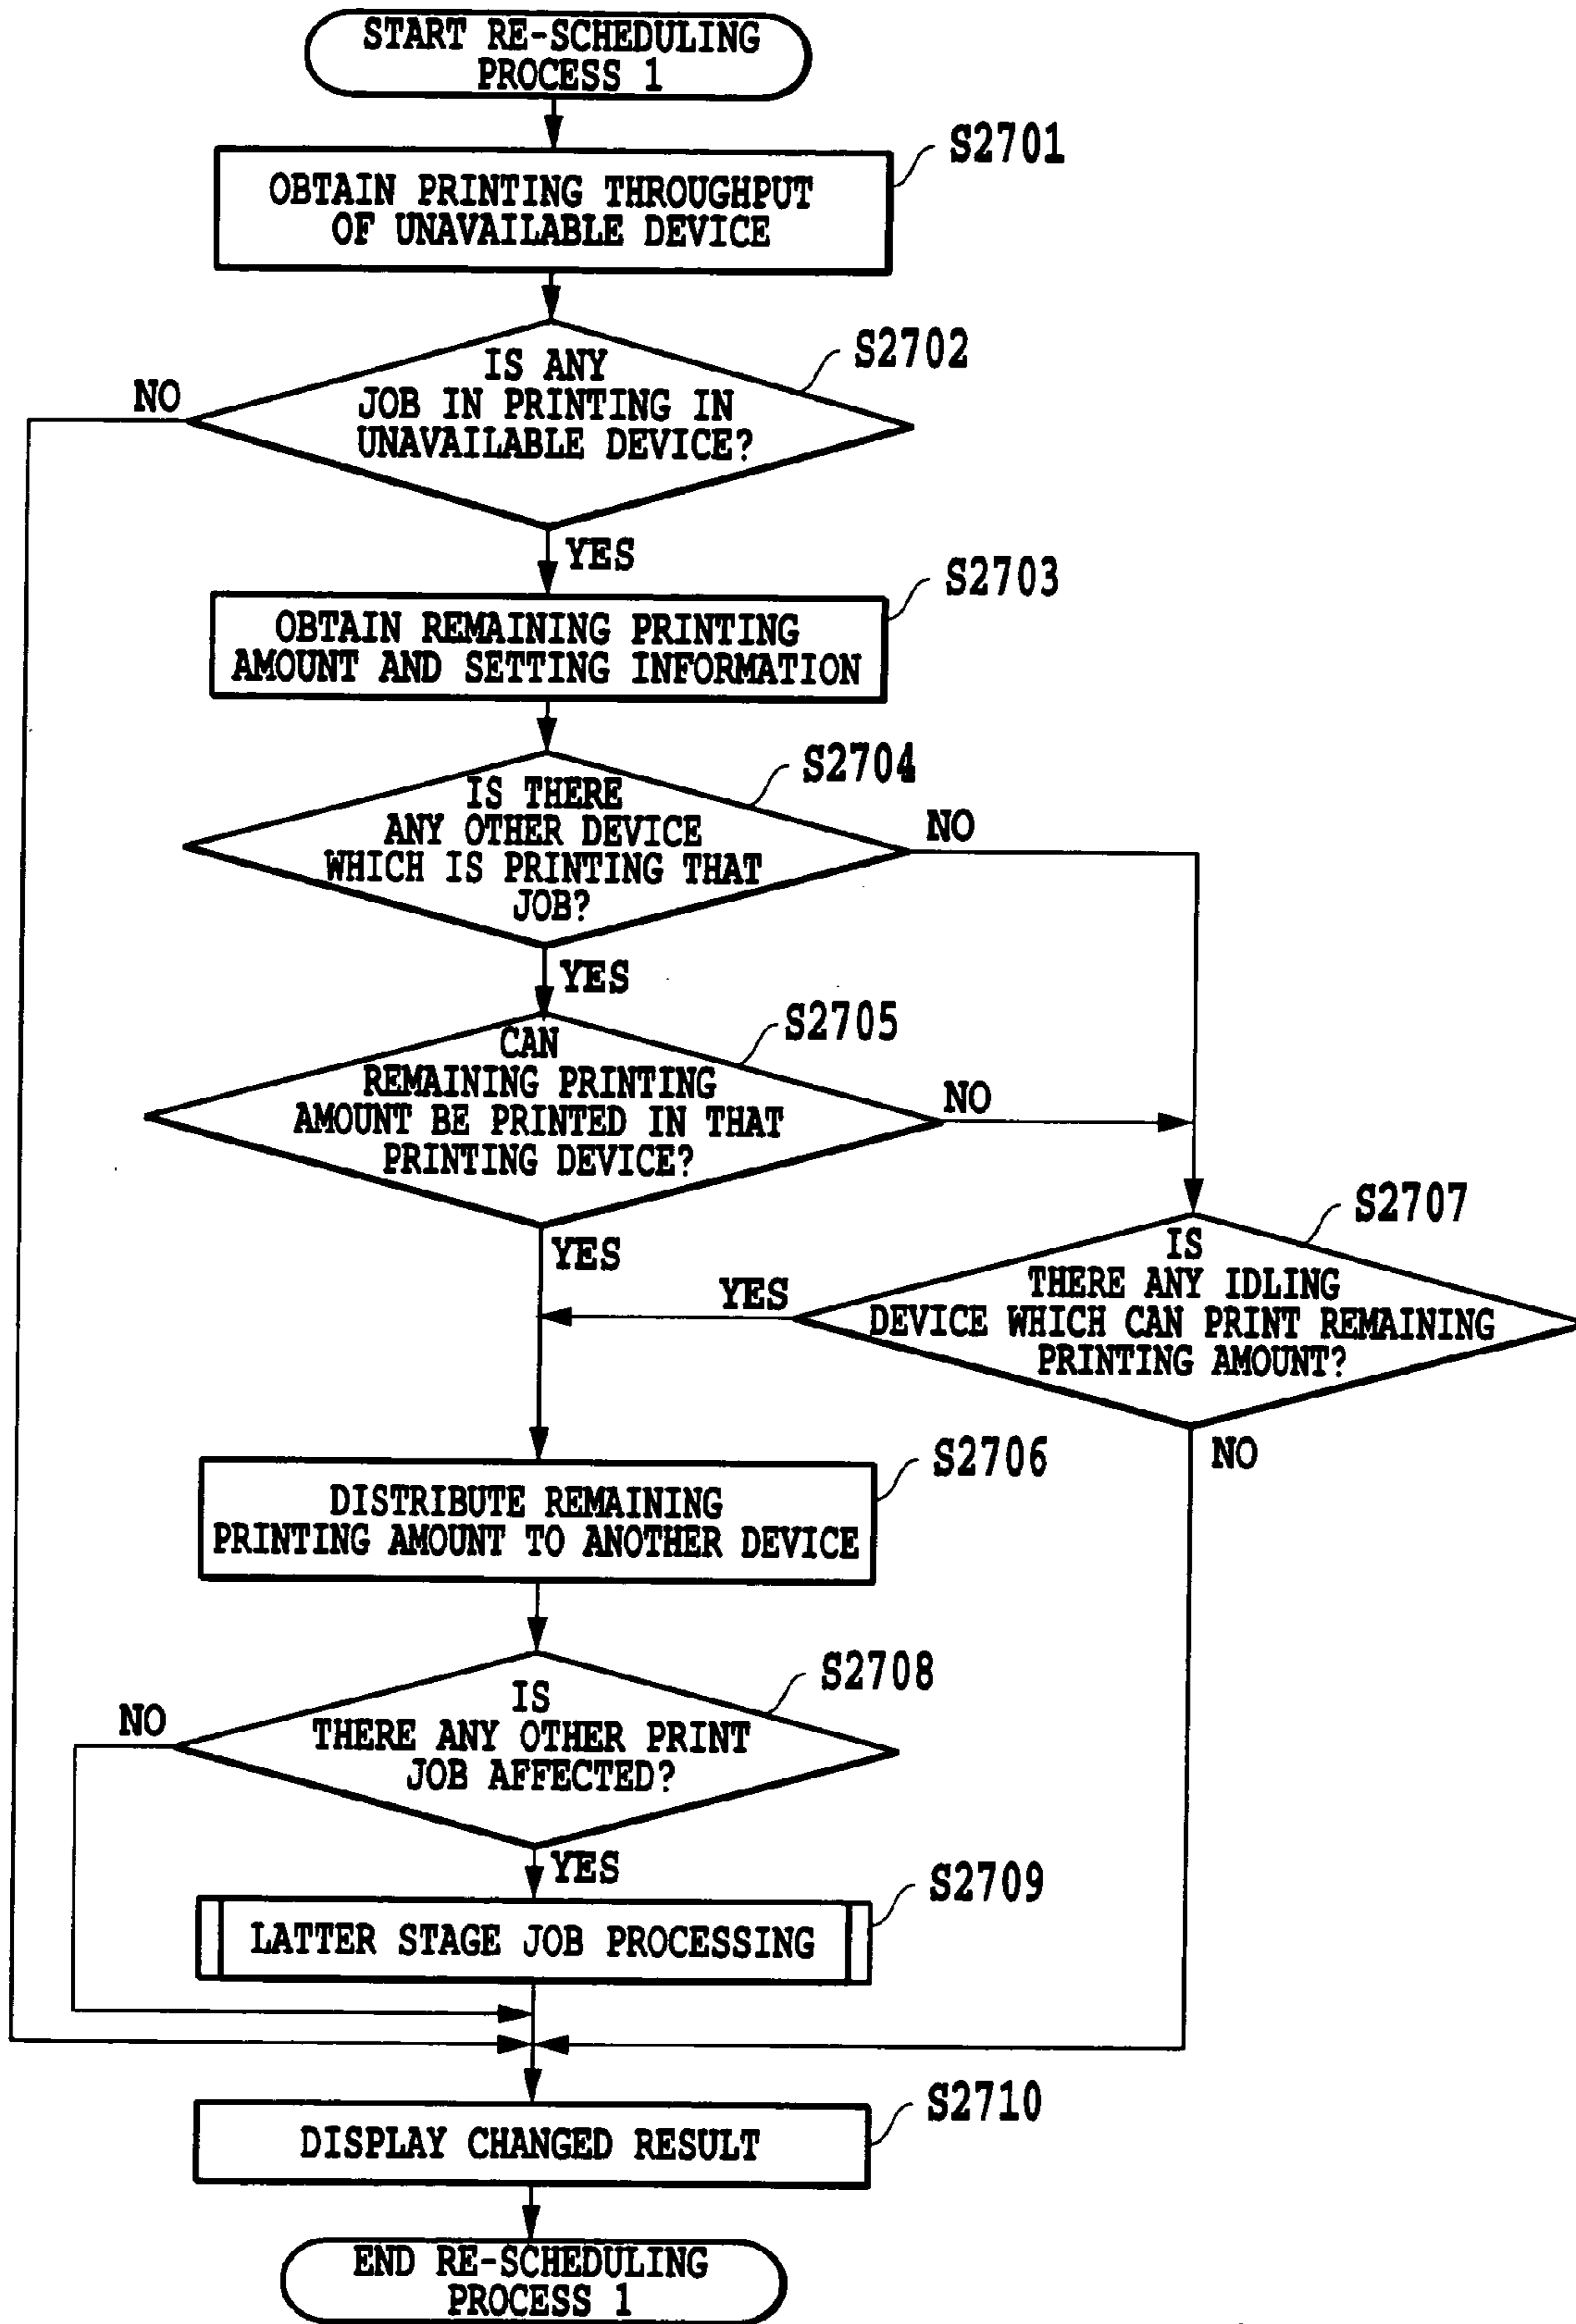 START RE-SCHEDULING
PROCESS 1
S2701
OBTAIN PRINTING THROUGHPUT
OF UNAVAILABLE DEVICE
S2702
IS ANY
JOB IN PRINTING IN
UNAVAILABLE DEVICE?
NO
YES
S2703
OBTAIN REMAINING PRINTING
AMOUNT AND SETTING INFORMATION
S2704
IS THERE
ANY OTHER DEVICE
WHICH IS PRINTING THAT
JOB?
NO
YES
S2705
CAN
REMAINING PRINTING
AMOUNT BE PRINTED IN THAT
PRINTING DEVICE?
NO
YES
S2707
IS
THERE ANY IDLING
DEVICE WHICH CAN PRINT REMAINING
PRINTING AMOUNT?
YES
NO
S2706
DISTRIBUTE REMAINING
PRINTING AMOUNT TO ANOTHER DEVICE
S2708
IS
THERE ANY OTHER PRINT
JOB AFFECTED?
NO
YES
S2709
LATTER STAGE JOB PROCESSING
S2710
DISPLAY CHANGED RESULT
END RE-SCHEDULING
PROCESS 1